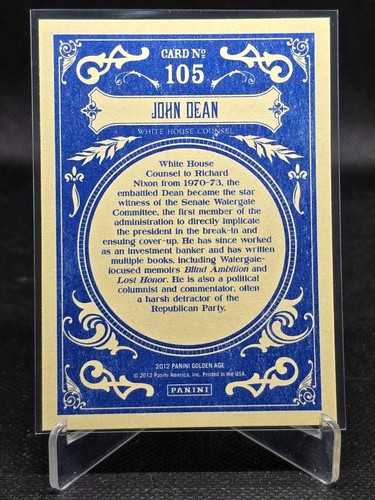 CARD Nº
105
JOHN DEAN
WHITE HOUSE COUNSEL
White House
Counsel to Richard
Nixon from 1970–73, the
embattled Dean became the star
witness of the Senate Watergate
Committee, the first member of the
administration to directly implicate
the president in the break-in and
ensuing cover-up. He has since worked
as an investment banker and has written
multiple books, including Watergate-
focused memoirs Blind Ambition and
Lost Honor. He is also a political
columnist and commentator, often
a harsh detractor of the
Republican Party.
2012 PANINI GOLDEN AGE
© 2012 Panini America, Inc. Printed in the USA.
PANINI